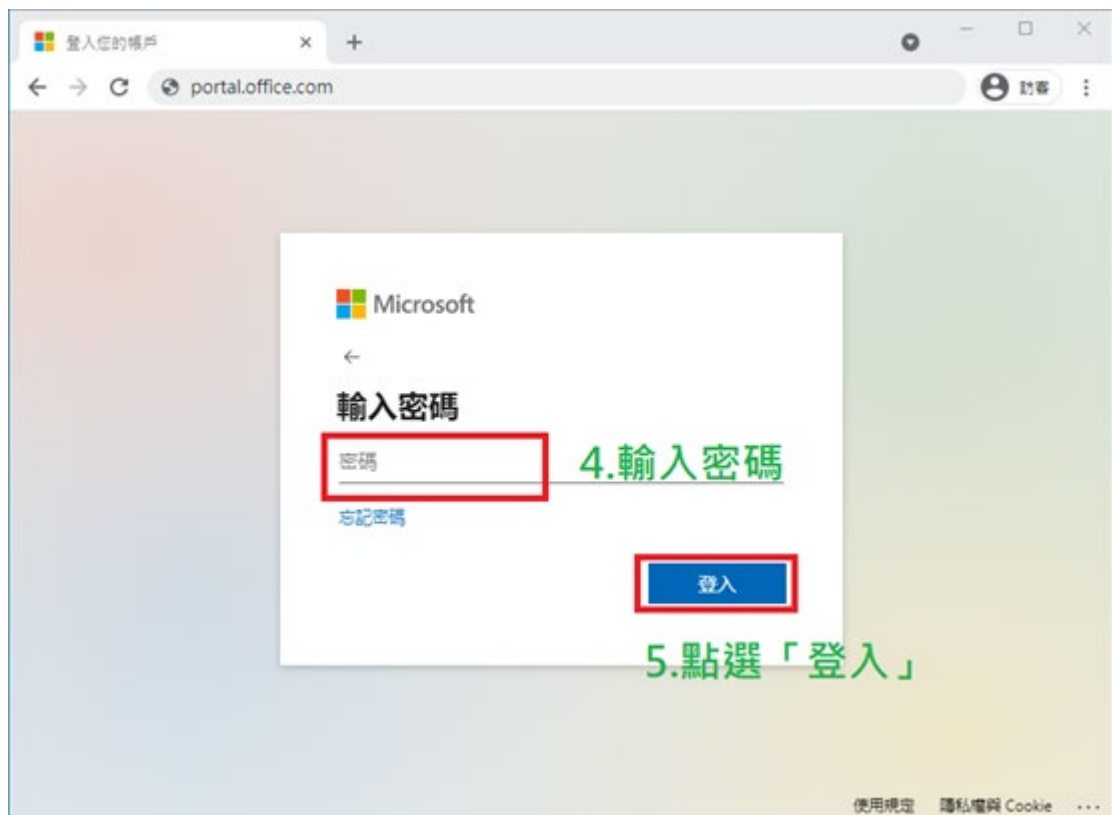 登入您的帳戶
portal.office.com
訪客
Microsoft
輸入密碼
密碼
4.輸入密碼
忘記密碼
登入
5.點選「登入」
使用規定 隱私權與 Cookie ...